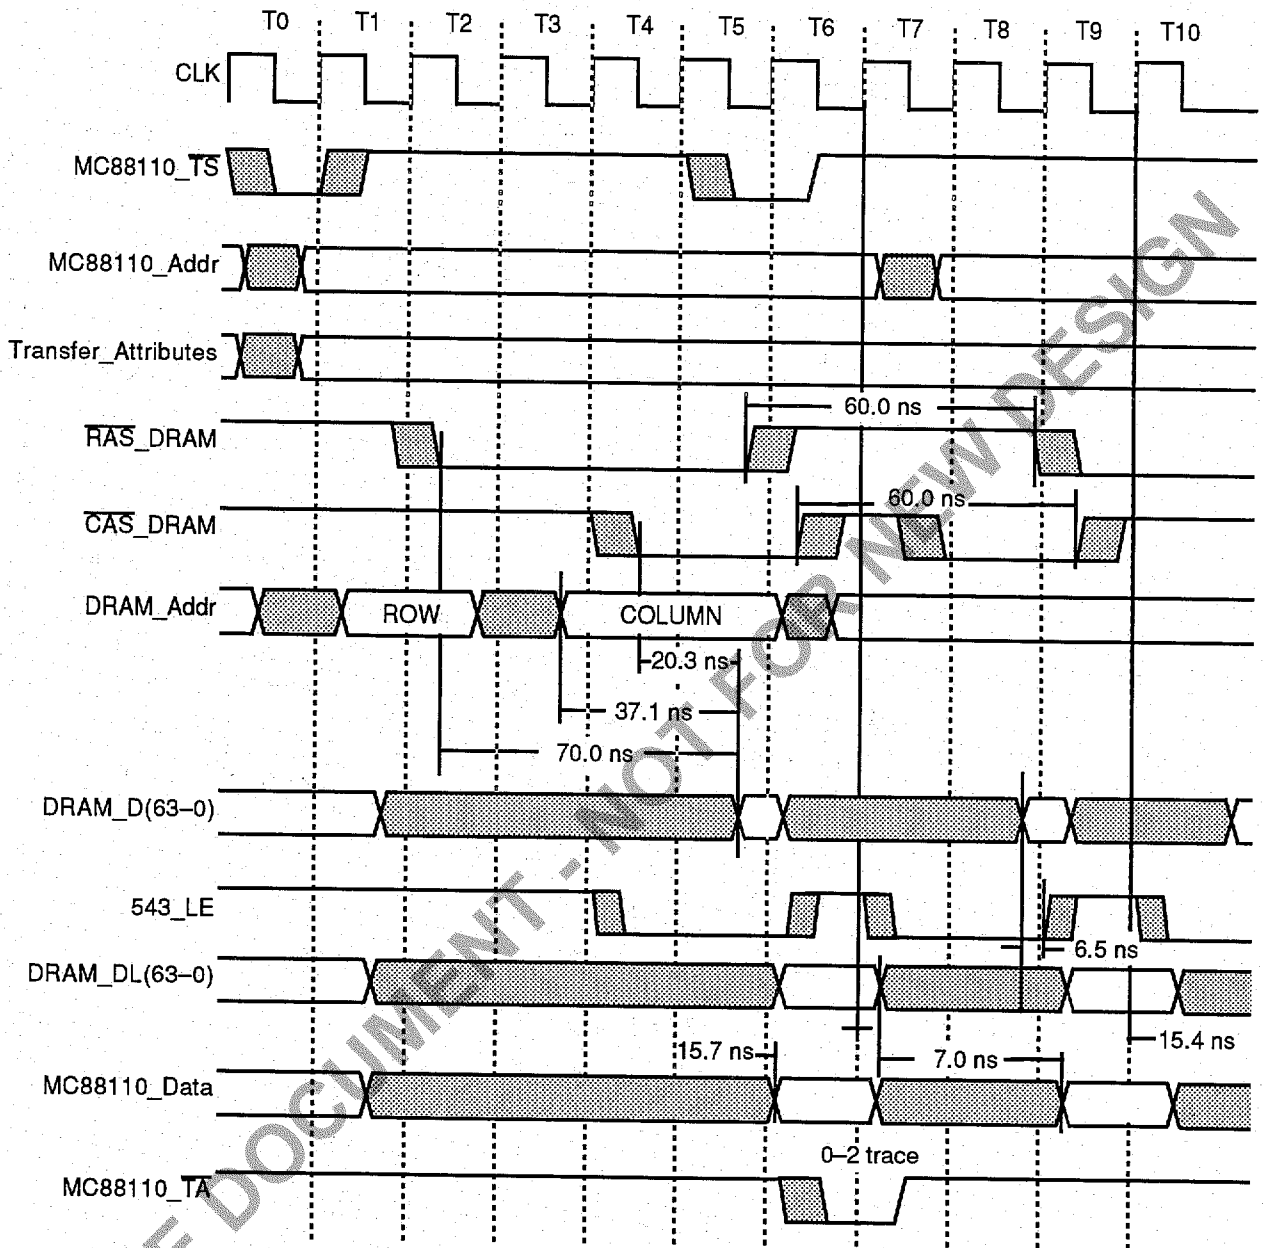 T0 T1 T2 T3 T4 T5 T6 T7 T8 T9 T10
CLK
MC88110_TS
MC88110_Addr
Transfer_Attributes
60.0 ns
RAS_DRAM
60.0 ns
CAS_DRAM
DRAM_Addr
ROW
COLUMN
20.3 ns
37.1 ns
70.0 ns
DRAM_D(63–0)
543_LE
6.5 ns
DRAM_DL(63–0)
15.7 ns
7.0 ns
15.4 ns
MC88110_Data
0–2 trace
MC88110_TA
DOCUMENT - NOT FOR NEW DESIGN